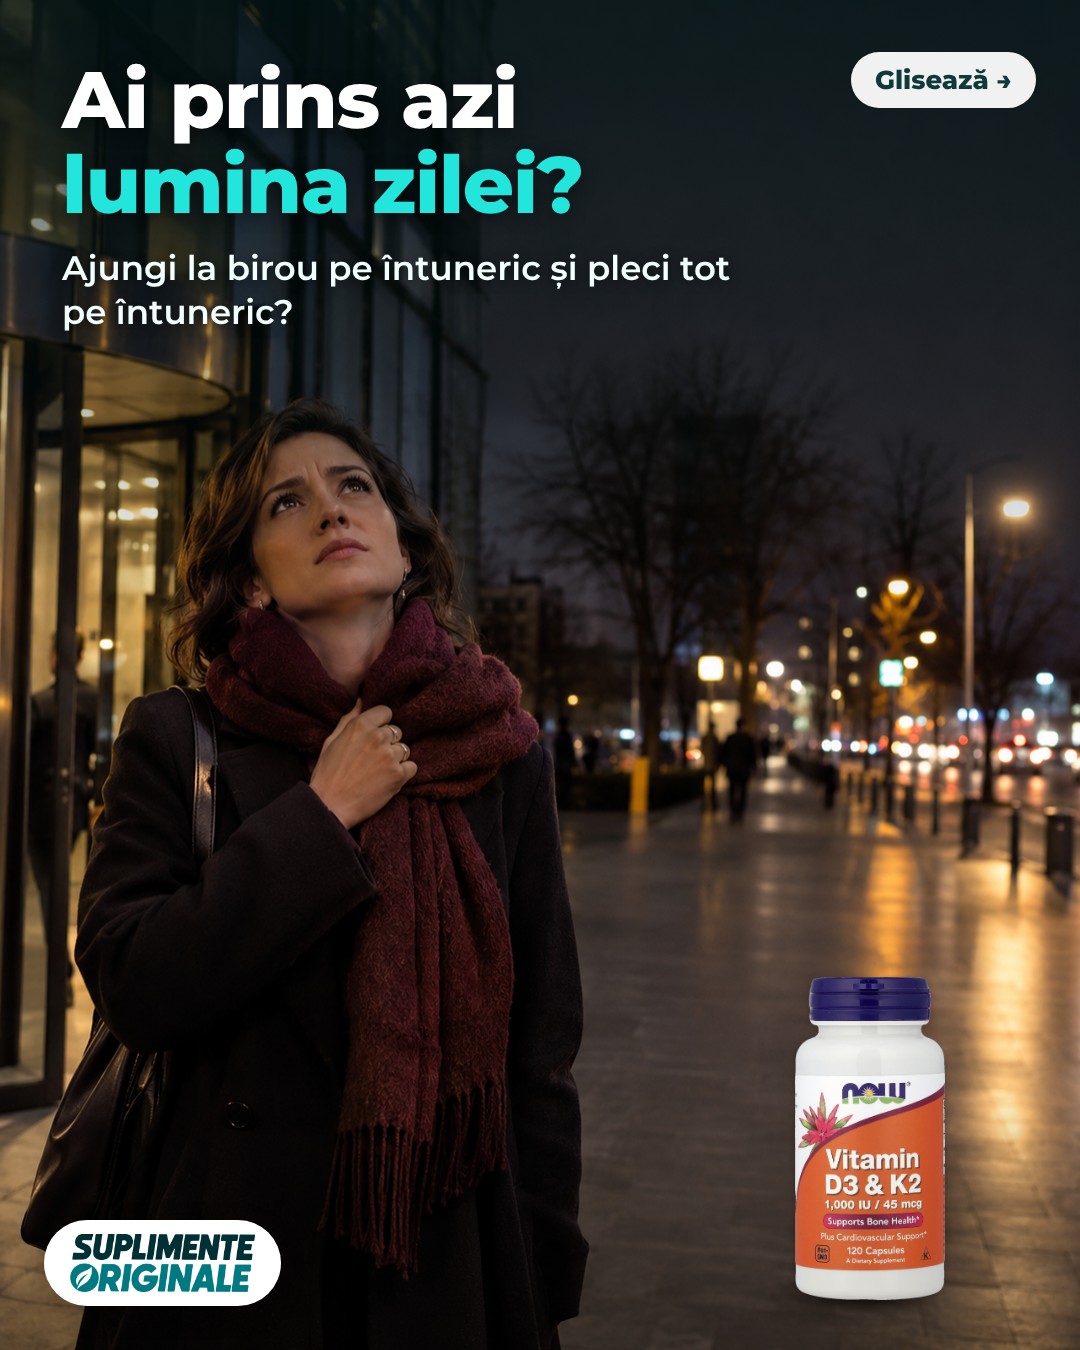 Ai prins azi
lumina zilei?
Glisează →
Ajungi la birou pe întuneric și pleci tot
pe întuneric?
now®
Vitamin
D3 & K2
1,000 IU / 45 mcg
Supports Bone Health*
Plus Cardiovascular Support*
120 Capsules
A Dietary Supplement
SUPLIMENTE
ORIGINALE